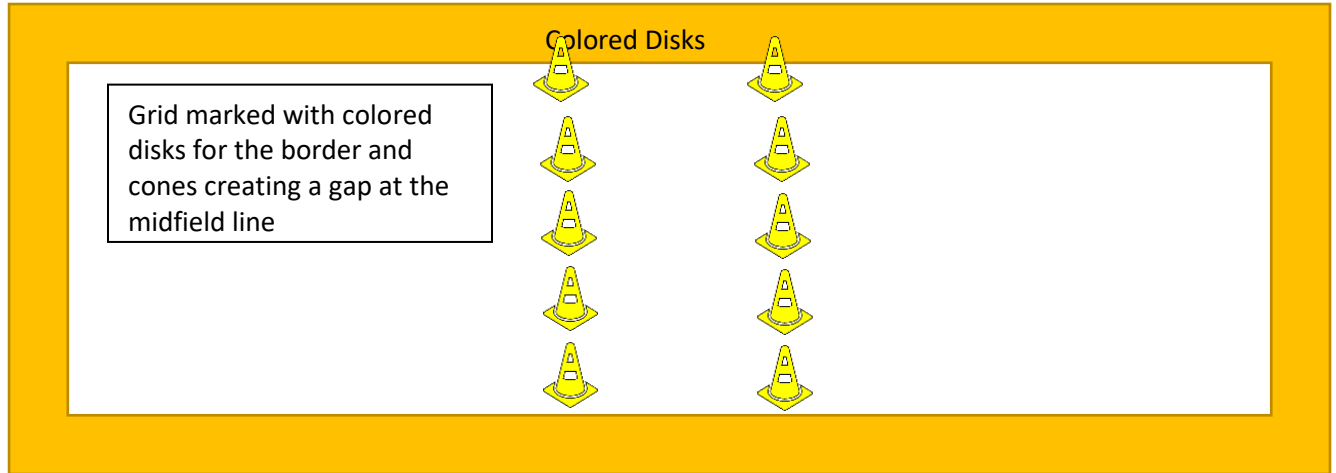 Colored Disks
Grid marked with colored
disks for the border and
cones creating a gap at the
midfield line